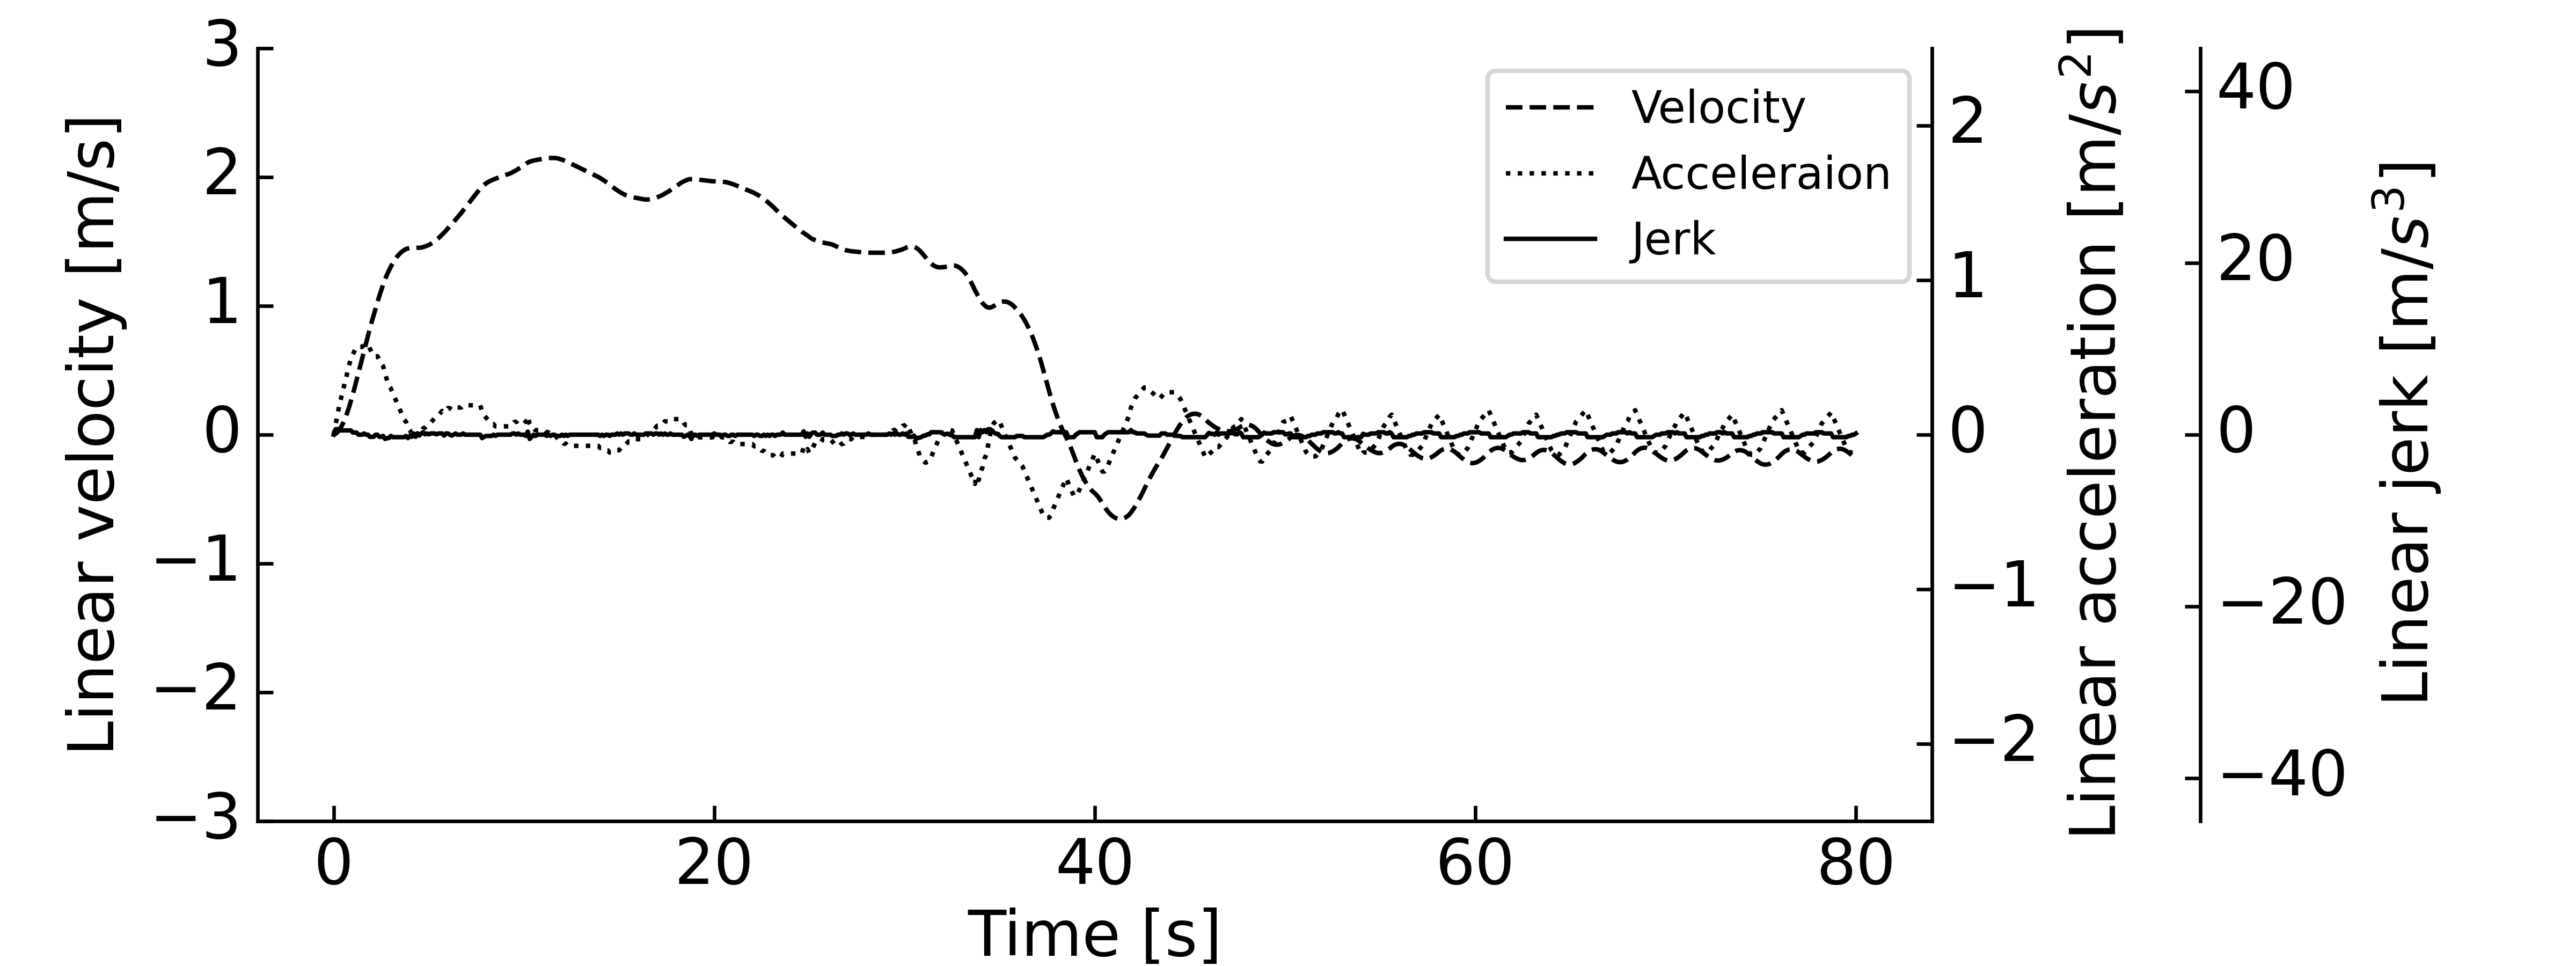 Linear velocity [m/s]
3
2
1
0
−1
−2
−3
0 20 40 60 80
Time [s]
Velocity
Acceleraion
Jerk
2
1
0
−1
−2
Linear acceleration [m/s²]
40
20
0
−20
−40
Linear jerk [m/s³]